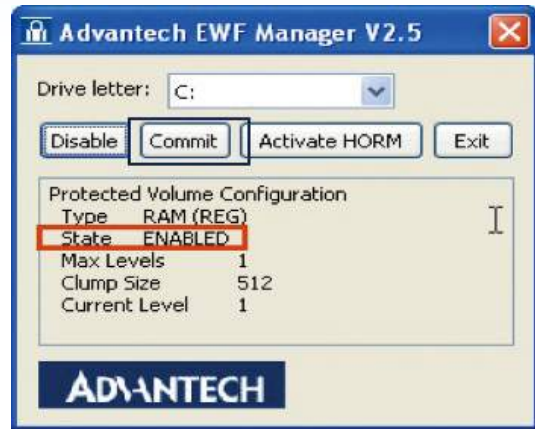 Advantech EWF Manager V2.5
Drive letter: C:
Disable Commit Activate HORM Exit
Protected Volume Configuration
Type RAM (REG)
State ENABLED
Max Levels 1
Clump Size 512
Current Level 1
ADVANTECH